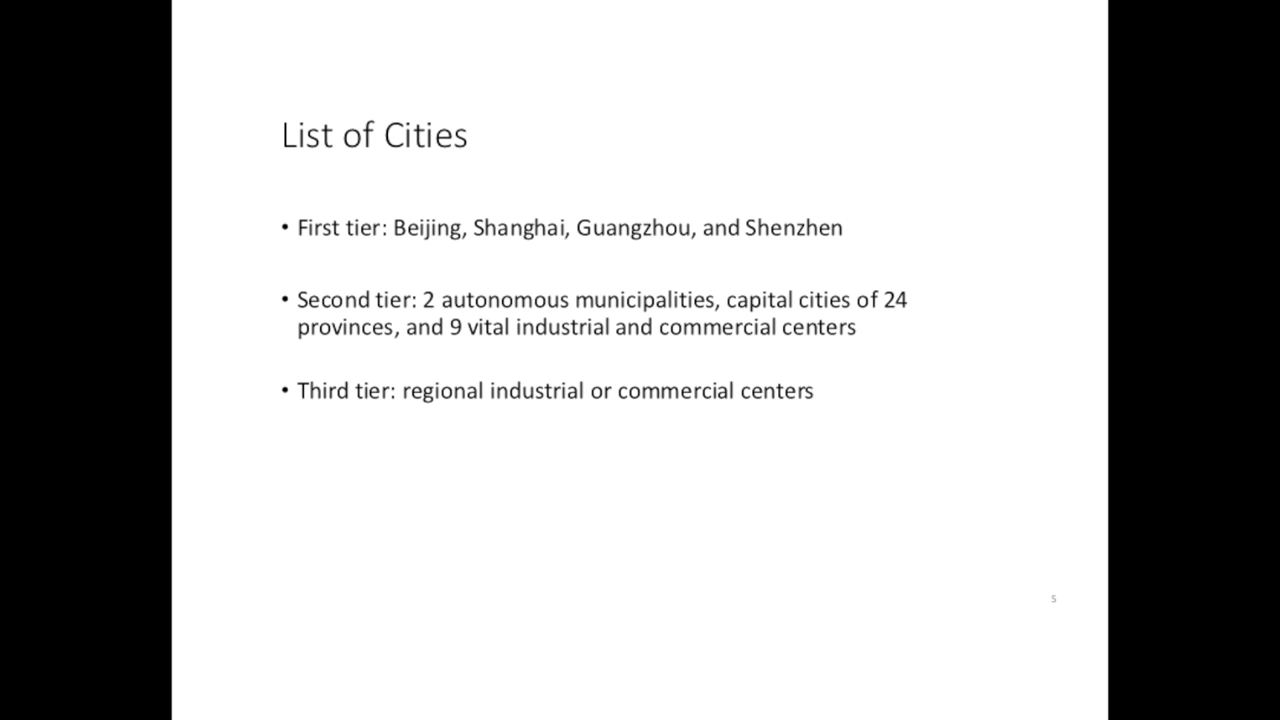 List of Cities
• First tier: Beijing, Shanghai, Guangzhou, and Shenzhen
• Second tier: 2 autonomous municipalities, capital cities of 24
provinces, and 9 vital industrial and commercial centers
• Third tier: regional industrial or commercial centers
5